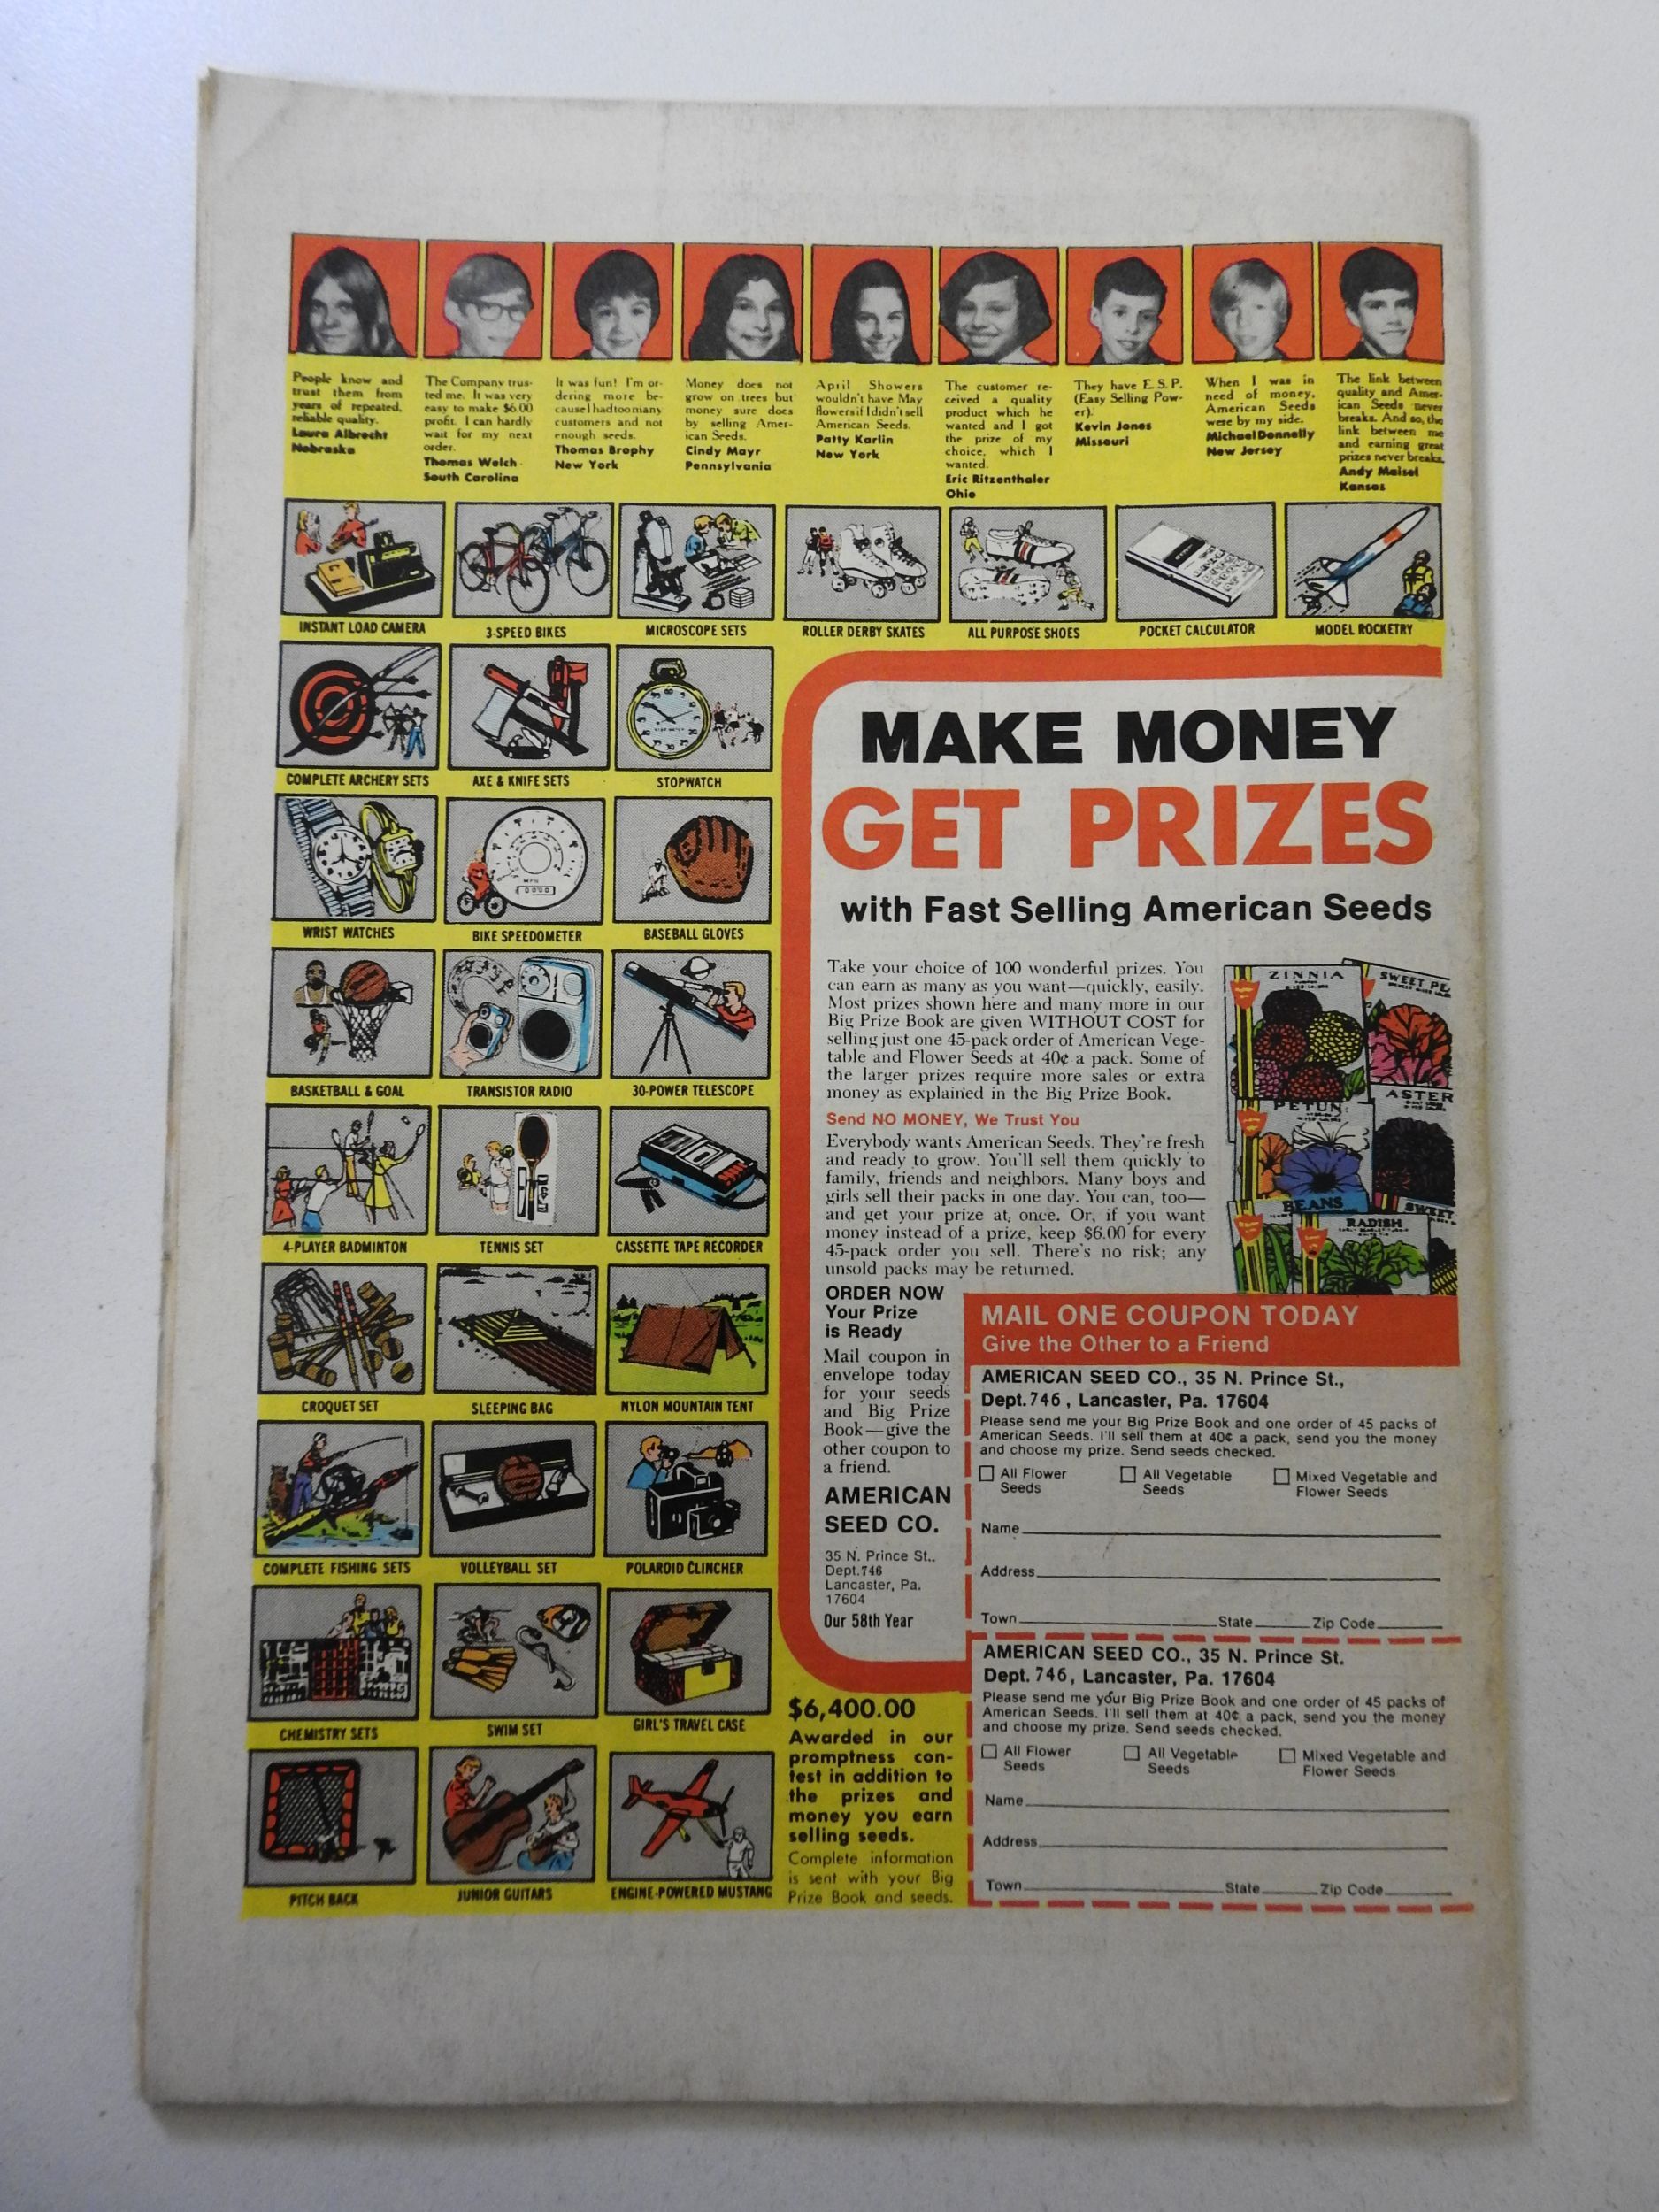 People know and
trust them from
years of repeated,
reliable quality.
Laura Albrecht
Nebraska
The Company trus-
ted me. It was very
easy to make $6.00
profit. I can hardly
wait for my next
order.
Thomas Welch
South Carolina
It was fun! I'm or-
dering more be-
cause I had too many
customers and not
enough seeds.
Thomas Brophy
New York
Money does not
grow on trees but
money sure does
by selling Amer-
ican Seeds.
Cindy Mayr
Pennsylvania
April Showers
wouldn't have May
flowers if I didn't sell
American Seeds.
Patty Karlin
New York
The customer re-
ceived a quality
product which he
wanted and I got
the prize of my
choice, which I
wanted.
Eric Ritzenthaler
Ohio
They have E. S. P.
(Easy Selling Pow-
er).
Kevin Jones
Missouri
When I was in
need of money,
American Seeds
were by my side.
Michael Donnelly
New Jersey
The link between
quality and Amer-
ican Seeds never
breaks. And so, the
link between me
and earning great
prizes never breaks.
Andy Maisel
Kansas
INSTANT LOAD CAMERA
3-SPEED BIKES
MICROSCOPE SETS
ROLLER DERBY SKATES
ALL PURPOSE SHOES
POCKET CALCULATOR
MODEL ROCKETRY
COMPLETE ARCHERY SETS
AXE & KNIFE SETS
STOPWATCH
WRIST WATCHES
BIKE SPEEDOMETER
BASEBALL GLOVES
BASKETBALL & GOAL
TRANSISTOR RADIO
30-POWER TELESCOPE
4-PLAYER BADMINTON
TENNIS SET
CASSETTE TAPE RECORDER
CROQUET SET
SLEEPING BAG
NYLON MOUNTAIN TENT
COMPLETE FISHING SETS
VOLLEYBALL SET
POLAROID CLINCHER
CHEMISTRY SETS
SWIM SET
GIRL'S TRAVEL CASE
PITCH BACK
JUNIOR GUITARS
ENGINE-POWERED MUSTANG
MAKE MONEY
GET PRIZES
with Fast Selling American Seeds
Take your choice of 100 wonderful prizes. You
can earn as many as you want—quickly, easily.
Most prizes shown here and many more in our
Big Prize Book are given WITHOUT COST for
selling just one 45-pack order of American Vege-
table and Flower Seeds at 40¢ a pack. Some of
the larger prizes require more sales or extra
money as explained in the Big Prize Book.
Send NO MONEY, We Trust You
Everybody wants American Seeds. They're fresh
and ready to grow. You'll sell them quickly to
family, friends and neighbors. Many boys and
girls sell their packs in one day. You can, too—
and get your prize at once. Or, if you want
money instead of a prize, keep $6.00 for every
45-pack order you sell. There's no risk; any
unsold packs may be returned.
ZINNIA
SWEET PE
ASTER
PETUN
BEANS
RADISH
SWEET
ORDER NOW
Your Prize
is Ready
Mail coupon in
envelope today
for your seeds
and Big Prize
Book—give the
other coupon to
a friend.
AMERICAN
SEED CO.
35 N. Prince St..
Dept.746
Lancaster, Pa.
17604
Our 58th Year
$6,400.00
Awarded in our
promptness con-
test in addition to
the prizes and
money you earn
selling seeds.
Complete information
is sent with your Big
Prize Book and seeds.
MAIL ONE COUPON TODAY
Give the Other to a Friend
AMERICAN SEED CO., 35 N. Prince St.,
Dept. 746, Lancaster, Pa. 17604
Please send me your Big Prize Book and one order of 45 packs of
American Seeds. I'll sell them at 40¢ a pack, send you the money
and choose my prize. Send seeds checked.
All Flower Seeds
All Vegetable Seeds
Mixed Vegetable and Flower Seeds
Name
Address
Town State Zip Code
AMERICAN SEED CO., 35 N. Prince St.
Dept. 746, Lancaster, Pa. 17604
Please send me your Big Prize Book and one order of 45 packs of
American Seeds. I'll sell them at 40¢ a pack, send you the money
and choose my prize. Send seeds checked.
All Flower Seeds
All Vegetable Seeds
Mixed Vegetable and Flower Seeds
Name
Address
Town State Zip Code